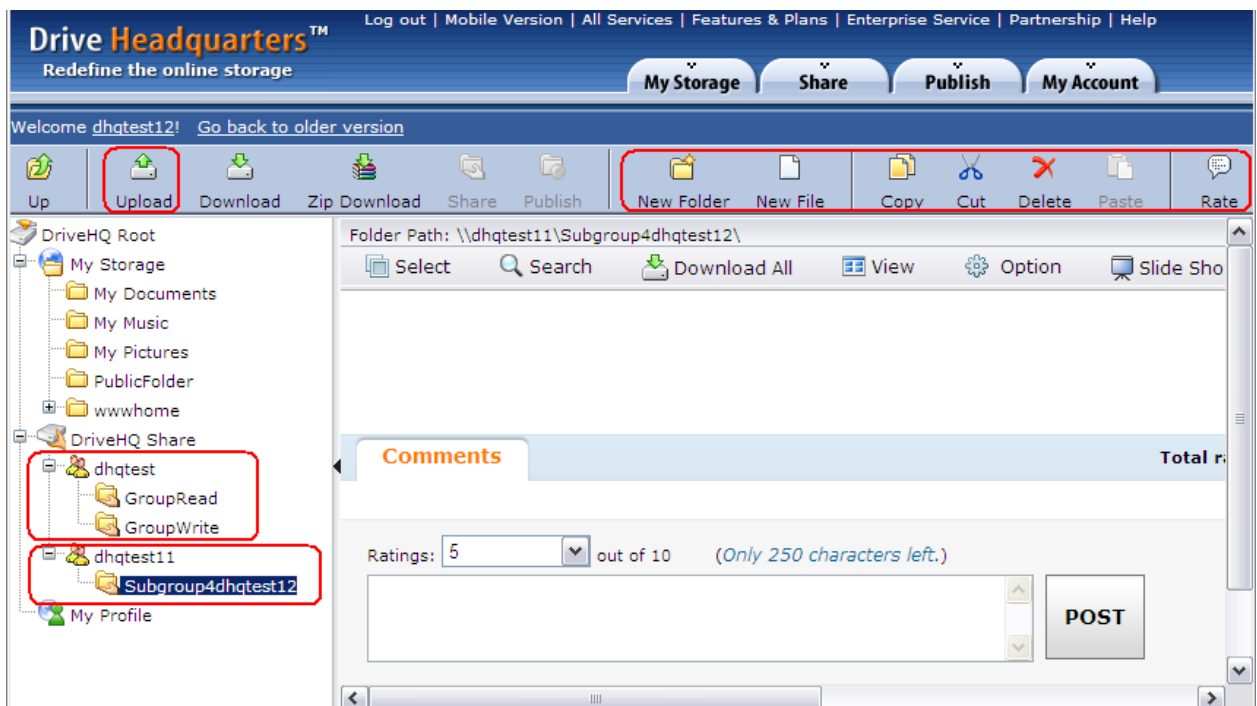 Log out | Mobile Version | All Services | Features & Plans | Enterprise Service | Partnership | Help
Drive Headquarters™
Redefine the online storage
My Storage Share Publish My Account
Welcome dhqtest12! Go back to older version
Up Upload Download Zip Download Share Publish New Folder New File Copy Cut Delete Paste Rate
DriveHQ Root
My Storage
My Documents
My Music
My Pictures
PublicFolder
wwwhome
DriveHQ Share
dhqtest
GroupRead
GroupWrite
dhqtest11
Subgroup4dhqtest12
My Profile
Folder Path: \\dhqtest11\Subgroup4dhqtest12\
Select Search Download All View Option Slide Sho
Comments Total ra
Ratings: 5 out of 10 (Only 250 characters left.)
POST